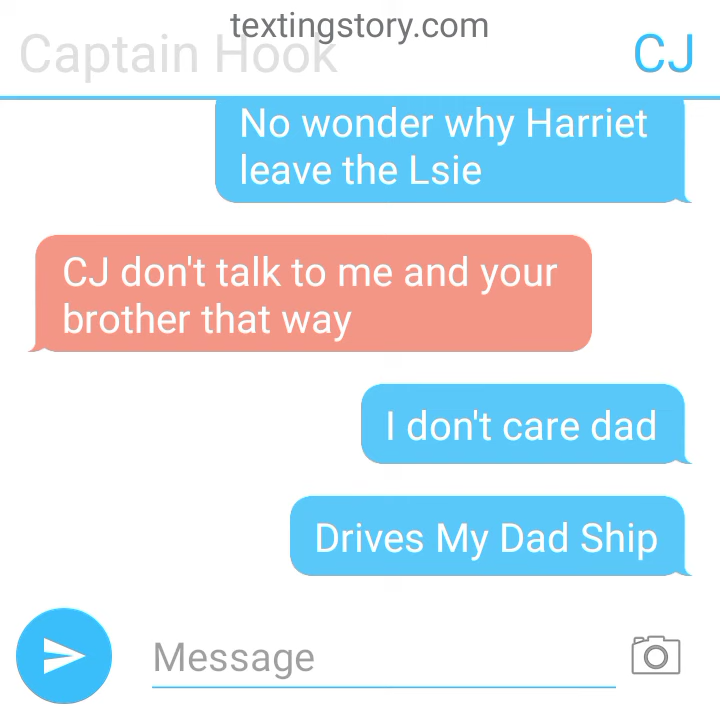 textingstory.com
Captain Hook
CJ
No wonder why Harriet
leave the Lsie
CJ don't talk to me and your
brother that way
I don't care dad
Drives My Dad Ship
Message